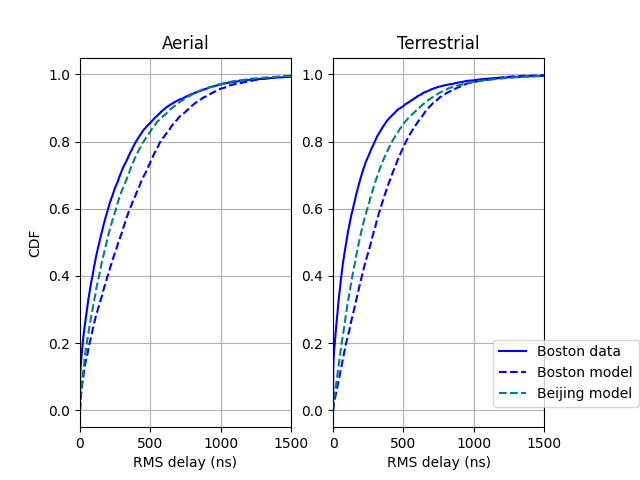 Aerial
Terrestrial
CDF
1.0
0.8
0.6
0.4
0.2
0.0
0
500
1000
1500
RMS delay (ns)
1.0
0.8
0.6
0.4
0.2
0.0
0
500
1000
1500
RMS delay (ns)
Boston data
Boston model
Beijing model